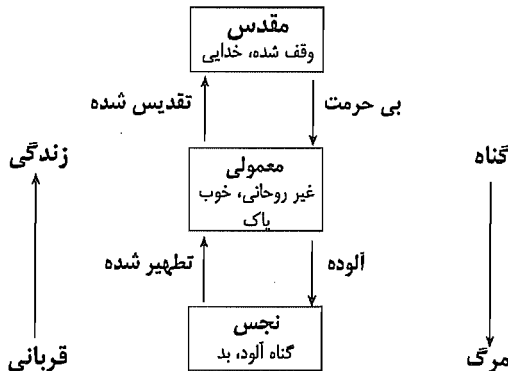 مقدس
وقف شده، خدایی
تقدیس شده
بی حرمت
زندگی
معمولی
غیر روحانی، خوب
پاک
گناه
تطهیر شده
آلوده
قربانی
نجس
گناه آلود، بد
مرگ